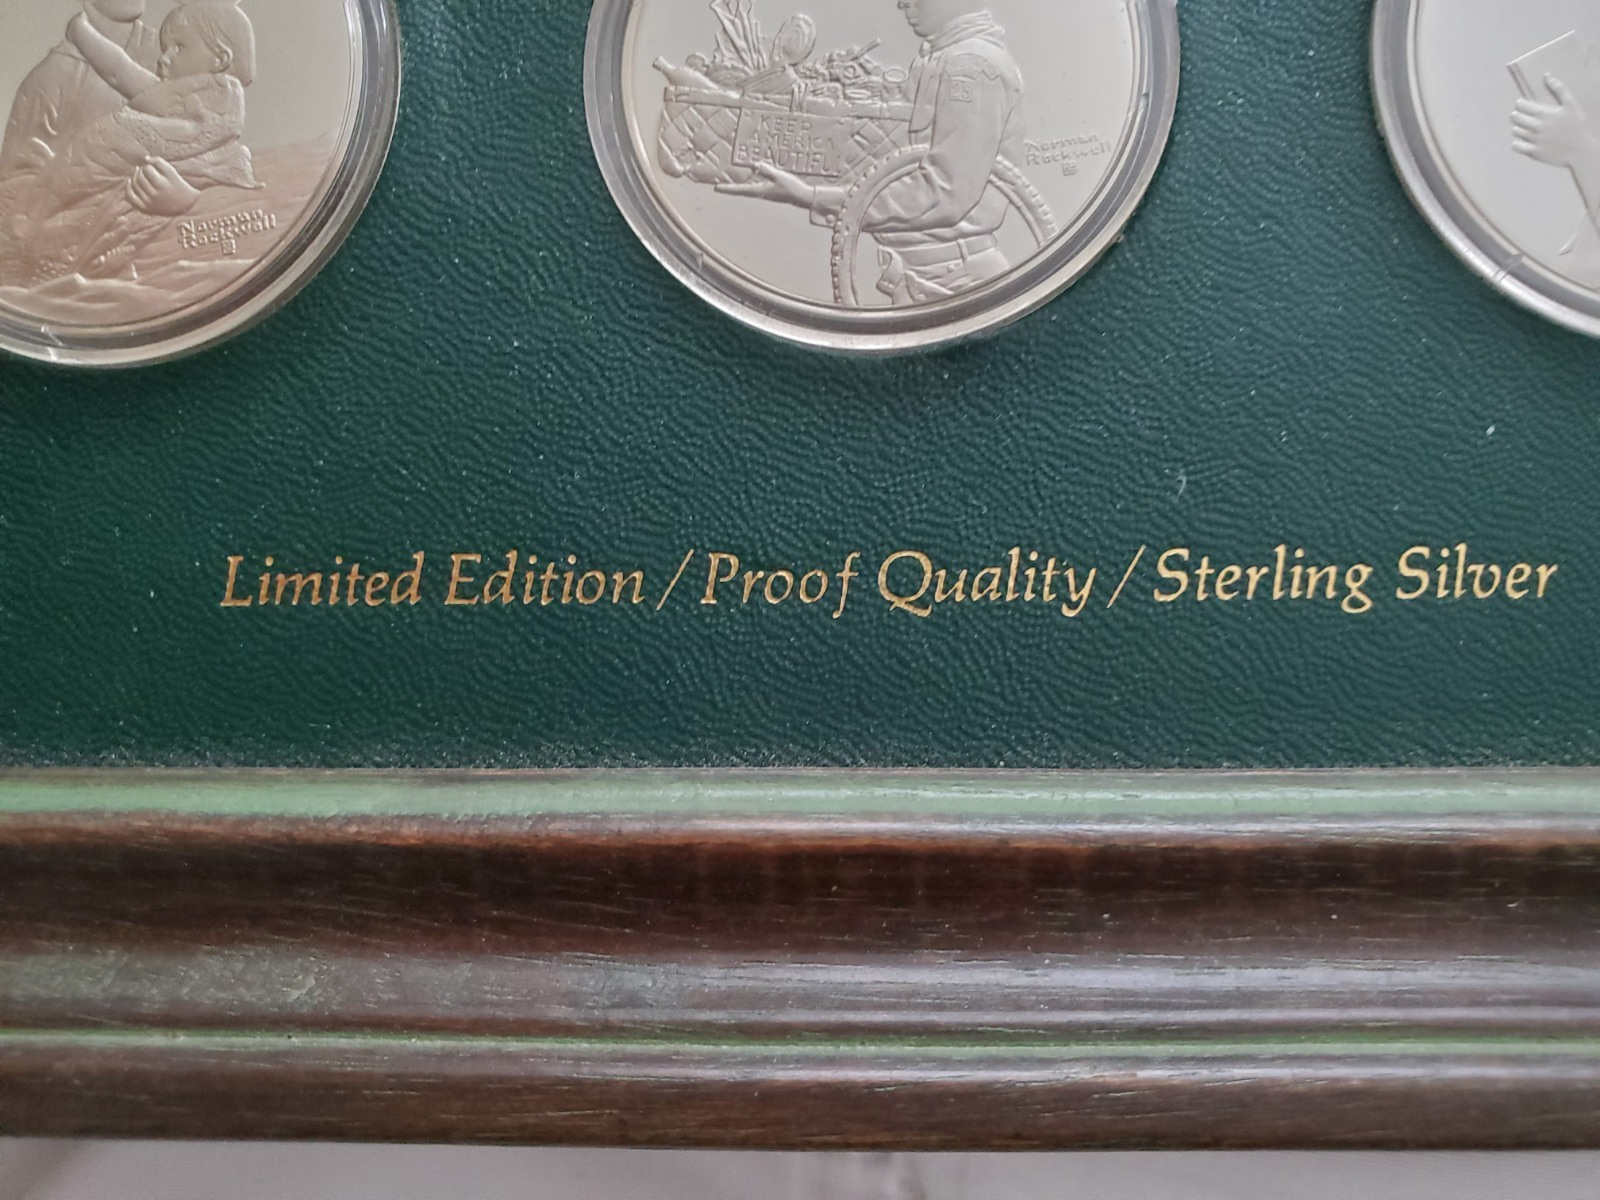 KEEP
AMERICA
BEAUTIFUL
Norman
Rockwell
Norman
Rockwell
Limited Edition / Proof Quality / Sterling Silver